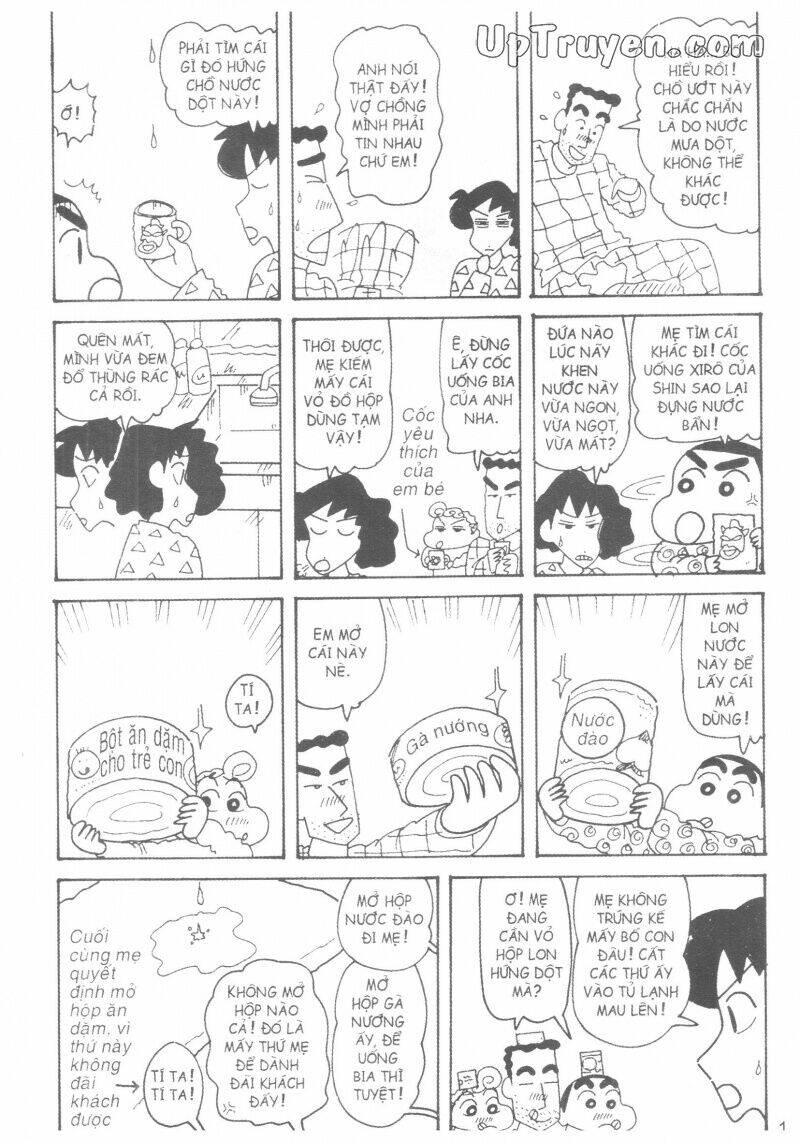 UpTruyen.com
HIỂU RỒI!
CHỖ ƯỚT NÀY
CHẮC CHẮN
LÀ DO NƯỚC
MƯA DỘT,
KHÔNG THỂ
KHÁC
ĐƯỢC!
ANH NÓI
THẬT ĐẤY!
VỢ CHỒNG
MÌNH PHẢI
TIN NHAU
CHỨ EM!
PHẢI TÌM CÁI
GÌ ĐÓ HỨNG
CHỖ NƯỚC
DỘT NÀY!
Ớ!
MẸ TÌM CÁI
KHÁC ĐI! CỐC
UỐNG XIRÔ CỦA
SHIN SAO LẠI
ĐỰNG NƯỚC
BẨN!
ĐỨA NÀO
LÚC NÃY
KHEN
NƯỚC NÀY
VỪA NGON,
VỪA NGỌT,
VỪA MÁT?
Ê, ĐỪNG
LẤY CỐC
UỐNG BIA
CỦA ANH
NHA.
Cốc
yêu
thích
của
em bé
THÔI ĐƯỢC,
MẸ KIẾM
MẤY CÁI
VỎ ĐỒ HỘP
DÙNG TẠM
VẬY!
QUÊN MẤT,
MÌNH VỪA ĐEM
ĐỔ THÙNG RÁC
CẢ RỒI.
MẸ MỞ
LON
NƯỚC
NÀY ĐỂ
LẤY CÁI
MÀ
DÙNG!
Nước
đào
EM MỞ
CÁI NÀY
NÈ.
Gà nướng
TÍ
TA!
Bột ăn dặm
cho trẻ con
MẸ KHÔNG
TRÚNG KẾ
MẤY BỐ CON
ĐÂU! CẤT
CÁC THỨ ẤY
VÀO TỦ LẠNH
MAU LÊN!
Ơ! MẸ
ĐANG
CẦN VỎ
HỘP LON
HỨNG DỘT
MÀ?
MỞ HỘP
NƯỚC ĐÀO
ĐI MẸ!
MỞ
HỘP GÀ
NƯỚNG
ẤY, ĐỂ
UỐNG
BIA THÌ
TUYỆT!
KHÔNG MỞ
HỘP NÀO
CẢ! ĐÓ LÀ
MẤY THỨ MẸ
ĐỂ DÀNH
ĐÃI KHÁCH
ĐẤY!
TÍ TA!
TÍ TA!
Cuối
cùng mẹ
quyết
định mở
hóp ăn
dặm, vì
thứ này
không
đãi
khách
được
1